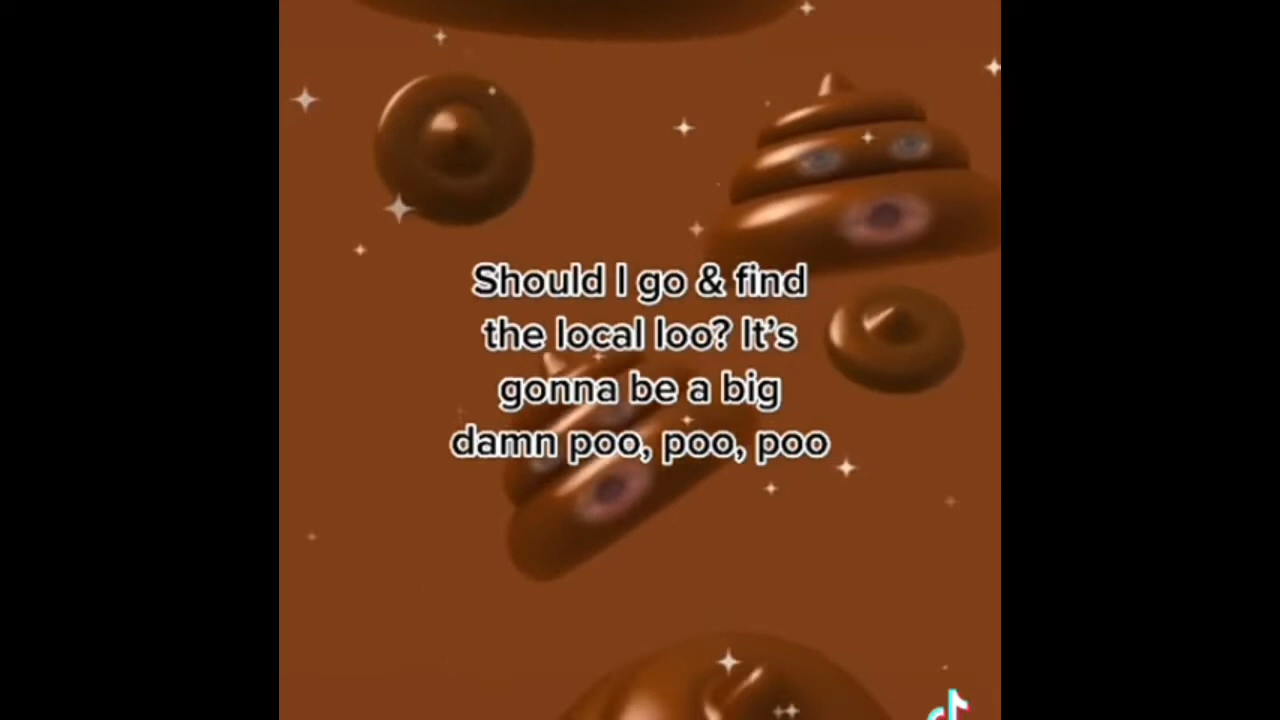 Should I go & find
the local loo? It’s
gonna be a big
damn poo, poo, poo